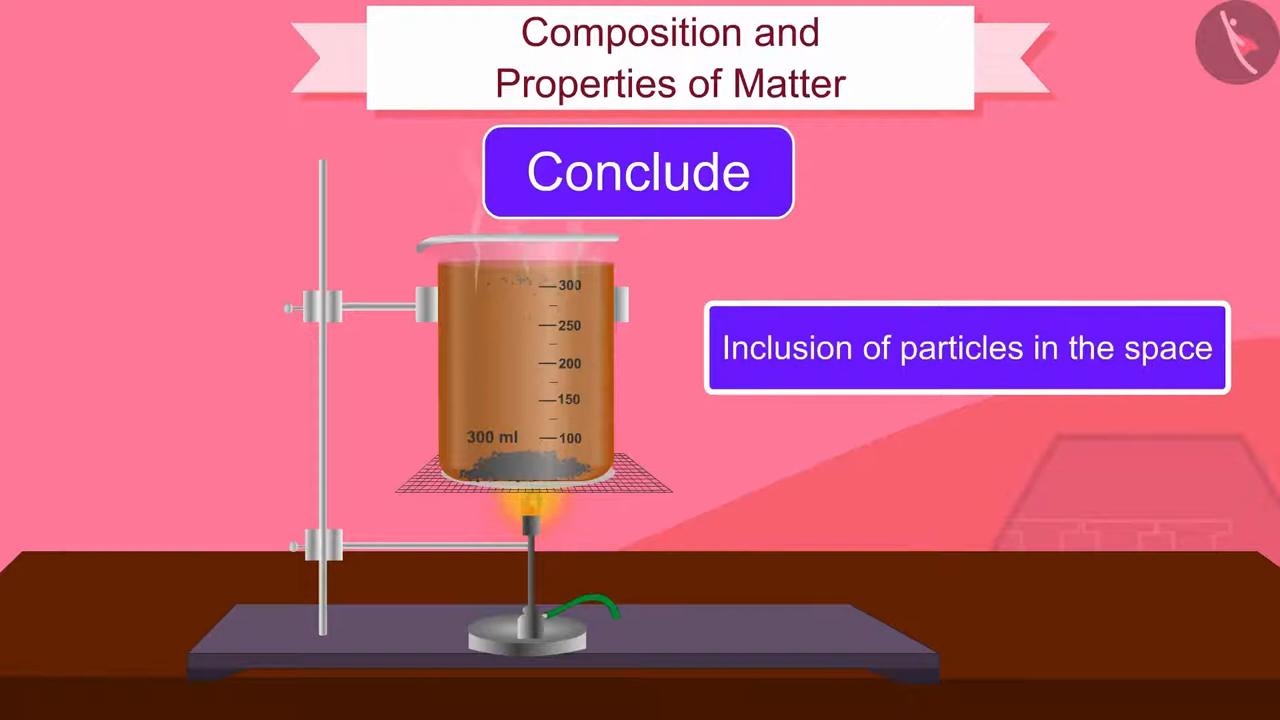 Composition and
Properties of Matter
Conclude
300
250
Inclusion of particles in the space
200
150
300 ml
100